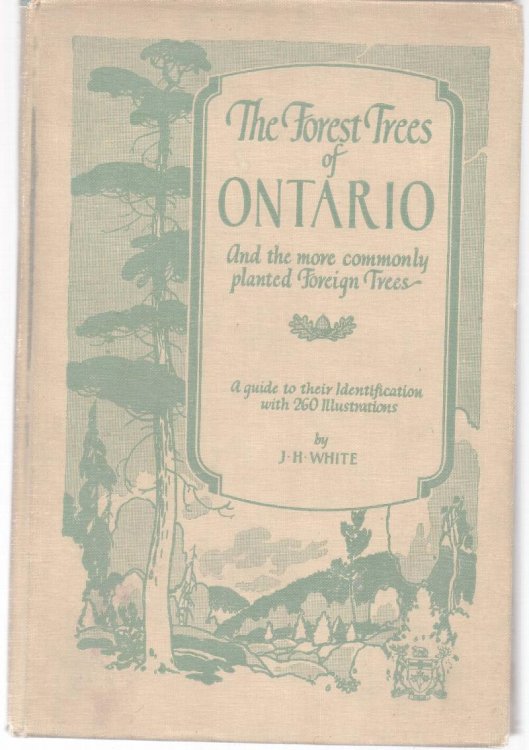 The Forest Trees
of
ONTARIO
And the more commonly
planted Foreign Trees
A guide to their Identification
with 260 Illustrations
by
J·H·WHITE